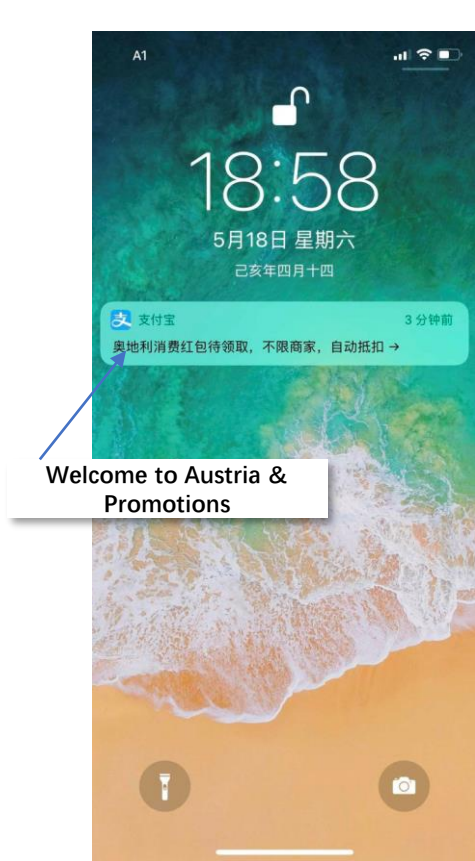 A1
18:58
5月18日 星期六
己亥年四月十四
支付宝 3 分钟前
奥地利消费红包待领取，不限商家，自动抵扣 →
Welcome to Austria &
Promotions